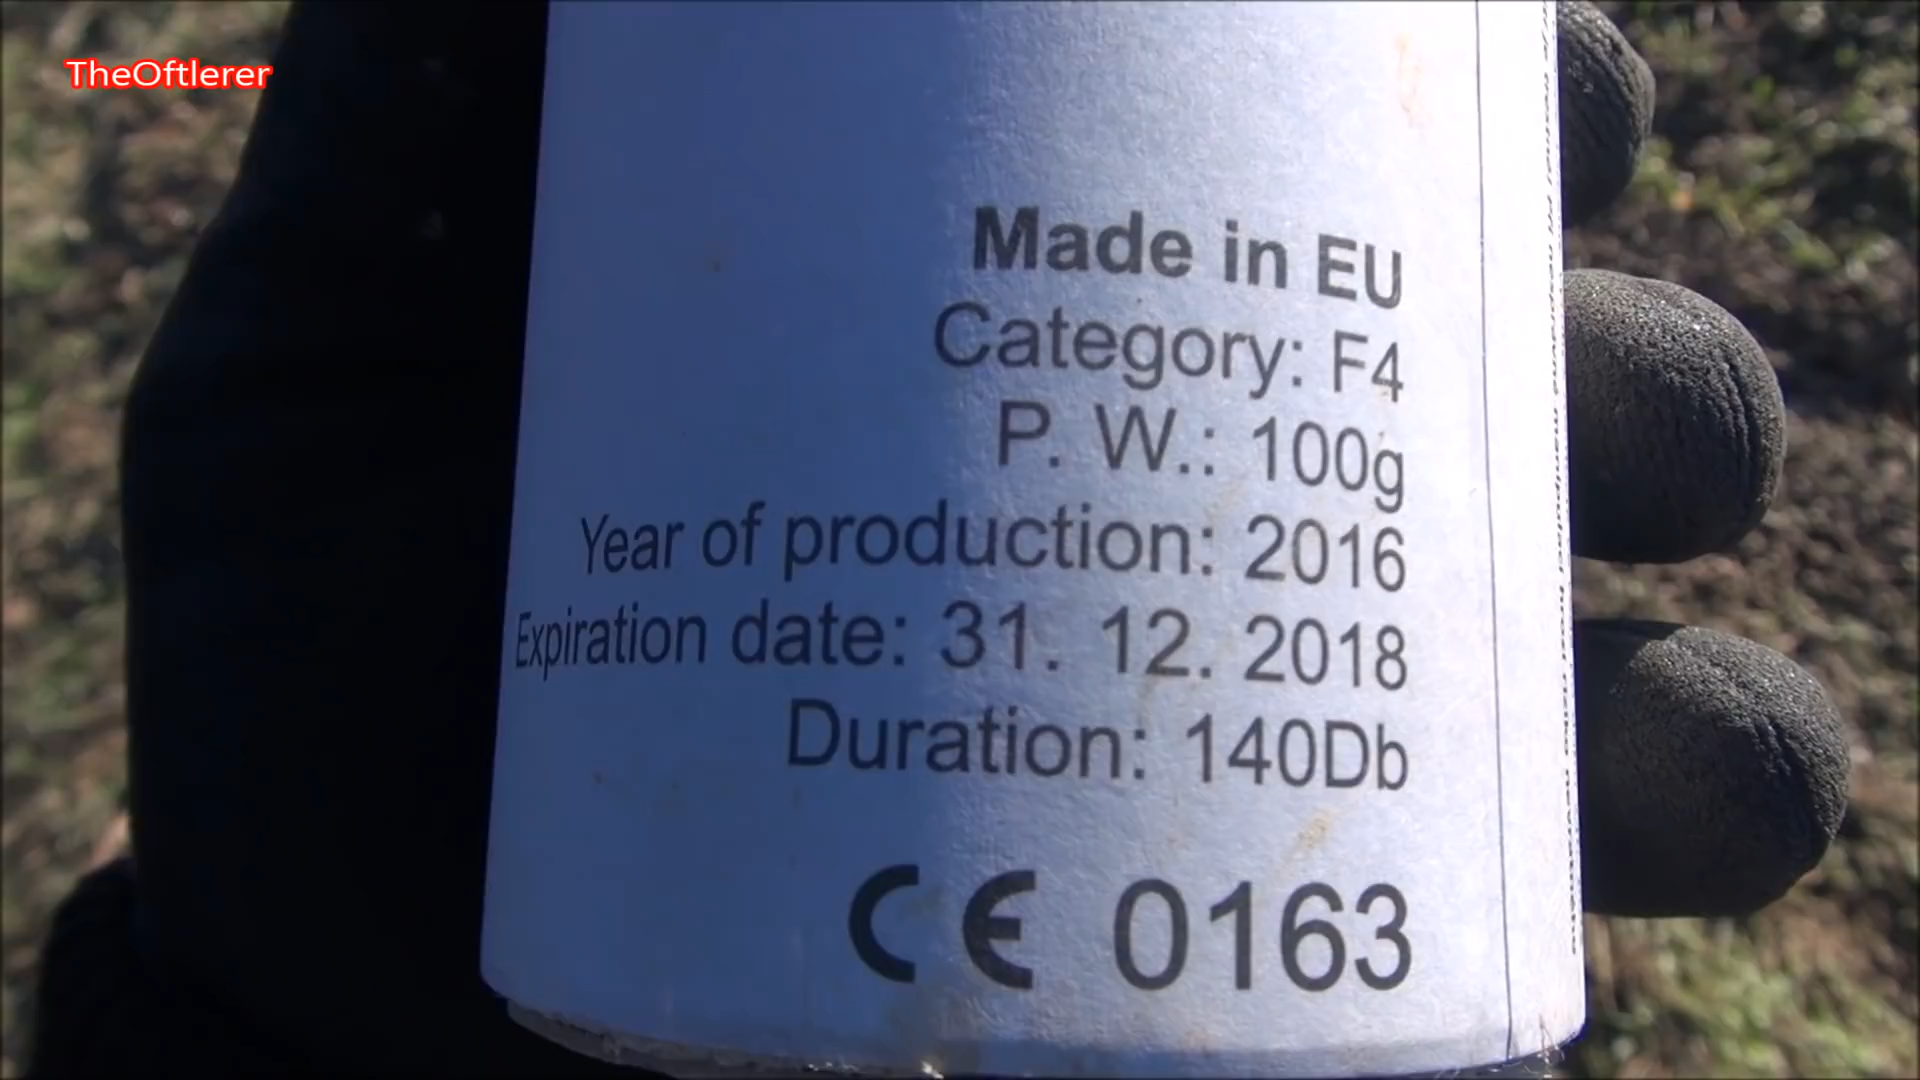 TheOftlerer
Made in EU
Category: F4
P. W.: 100g
Year of production: 2016
Expiration date: 31. 12. 2018
Duration: 140Db
CE 0163